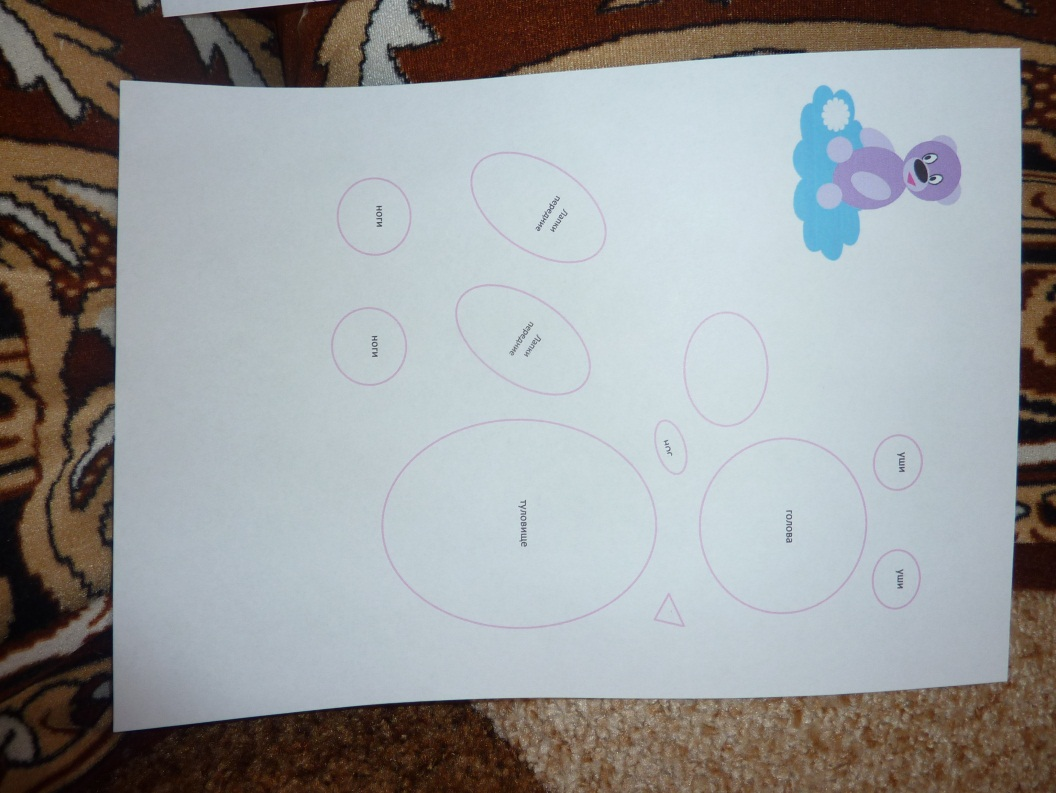 уши
уши
голова
нос
Лапки
передние
Лапки
передние
туловище
ноги
ноги